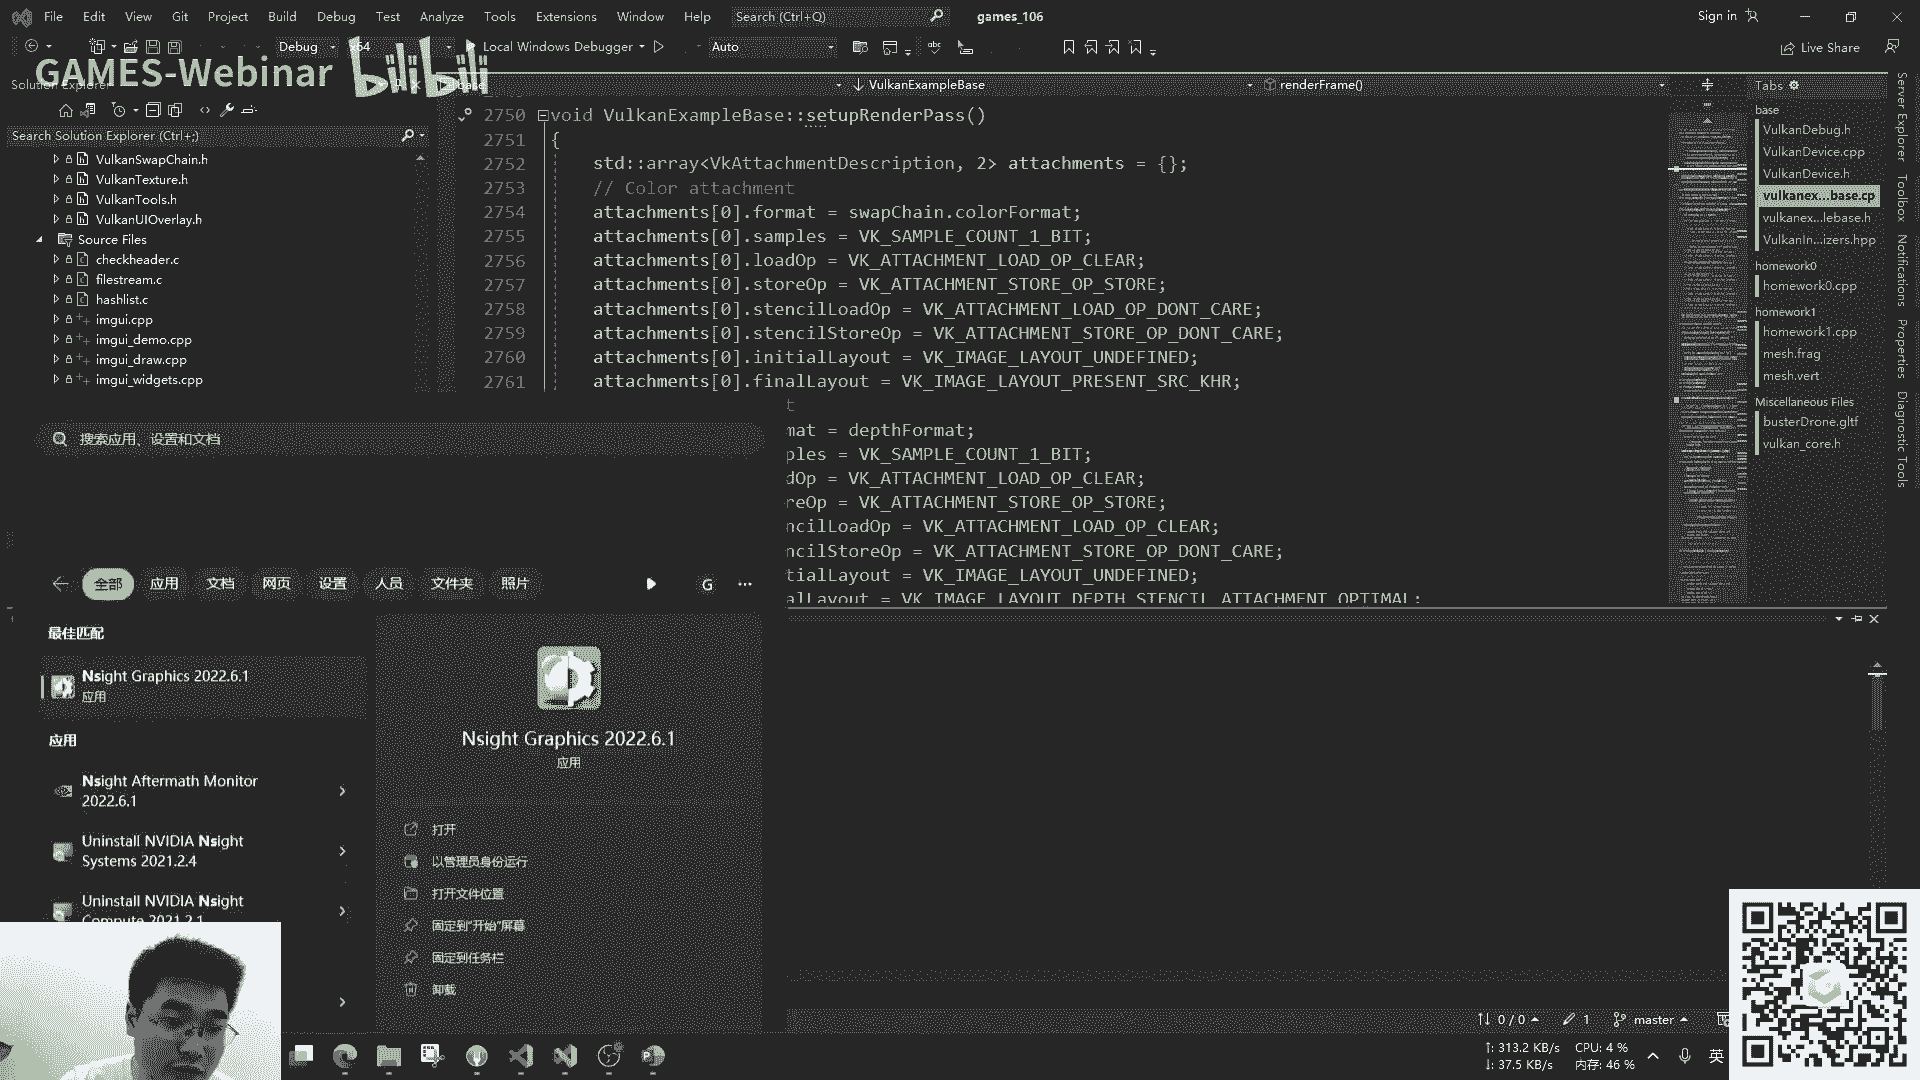 File Edit View Git Project Build Debug Test Analyze Tools Extensions Window Help Search (Ctrl+Q) games_106 Sign in
Debug x64 Local Windows Debugger Auto Live Share
GAMES-Webinar bilibili
Solution Explorer
base VulkanExampleBase renderFrame()
Search Solution Explorer (Ctrl+;)
VulkanSwapChain.h
VulkanTexture.h
VulkanTools.h
VulkanUIOverlay.h
Source Files
checkheader.c
filestream.c
hashlist.c
imgui.cpp
imgui_demo.cpp
imgui_draw.cpp
imgui_widgets.cpp
2750 void VulkanExampleBase::setupRenderPass()
2751 {
2752 std::array<VkAttachmentDescription, 2> attachments = {};
2753 // Color attachment
2754 attachments[0].format = swapChain.colorFormat;
2755 attachments[0].samples = VK_SAMPLE_COUNT_1_BIT;
2756 attachments[0].loadOp = VK_ATTACHMENT_LOAD_OP_CLEAR;
2757 attachments[0].storeOp = VK_ATTACHMENT_STORE_OP_STORE;
2758 attachments[0].stencilLoadOp = VK_ATTACHMENT_LOAD_OP_DONT_CARE;
2759 attachments[0].stencilStoreOp = VK_ATTACHMENT_STORE_OP_DONT_CARE;
2760 attachments[0].initialLayout = VK_IMAGE_LAYOUT_UNDEFINED;
2761 attachments[0].finalLayout = VK_IMAGE_LAYOUT_PRESENT_SRC_KHR;
t
mat = depthFormat;
ples = VK_SAMPLE_COUNT_1_BIT;
dOp = VK_ATTACHMENT_LOAD_OP_CLEAR;
reOp = VK_ATTACHMENT_STORE_OP_STORE;
ncilLoadOp = VK_ATTACHMENT_LOAD_OP_CLEAR;
ncilStoreOp = VK_ATTACHMENT_STORE_OP_DONT_CARE;
tialLayout = VK_IMAGE_LAYOUT_UNDEFINED;
alLayout = VK_IMAGE_LAYOUT_DEPTH_STENCIL_ATTACHMENT_OPTIMAL;
Tabs
base
VulkanDebug.h
VulkanDevice.cpp
VulkanDevice.h
vulkanex...base.cp
vulkanex...lebase.h
VulkanIn...izers.hpp
homework0
homework0.cpp
homework1
homework1.cpp
mesh.frag
mesh.vert
Miscellaneous Files
busterDrone.gltf
vulkan_core.h
Server Explorer
Toolbox
Notifications
Properties
Diagnostic Tools
搜索应用、设置和文档
全部 应用 文档 网页 设置 人员 文件夹 照片 G ...
最佳匹配
Nsight Graphics 2022.6.1
应用
应用
Nsight Aftermath Monitor
2022.6.1
Uninstall NVIDIA Nsight
Systems 2021.2.4
Uninstall NVIDIA Nsight
Compute 2021.2.1
Nsight Graphics 2022.6.1
应用
打开
以管理员身份运行
打开文件位置
固定到"开始"屏幕
固定到任务栏
卸载
0 / 0 1 master
↑: 313.2 KB/s CPU: 4 %
↓: 37.5 KB/s 内存: 46 %
英